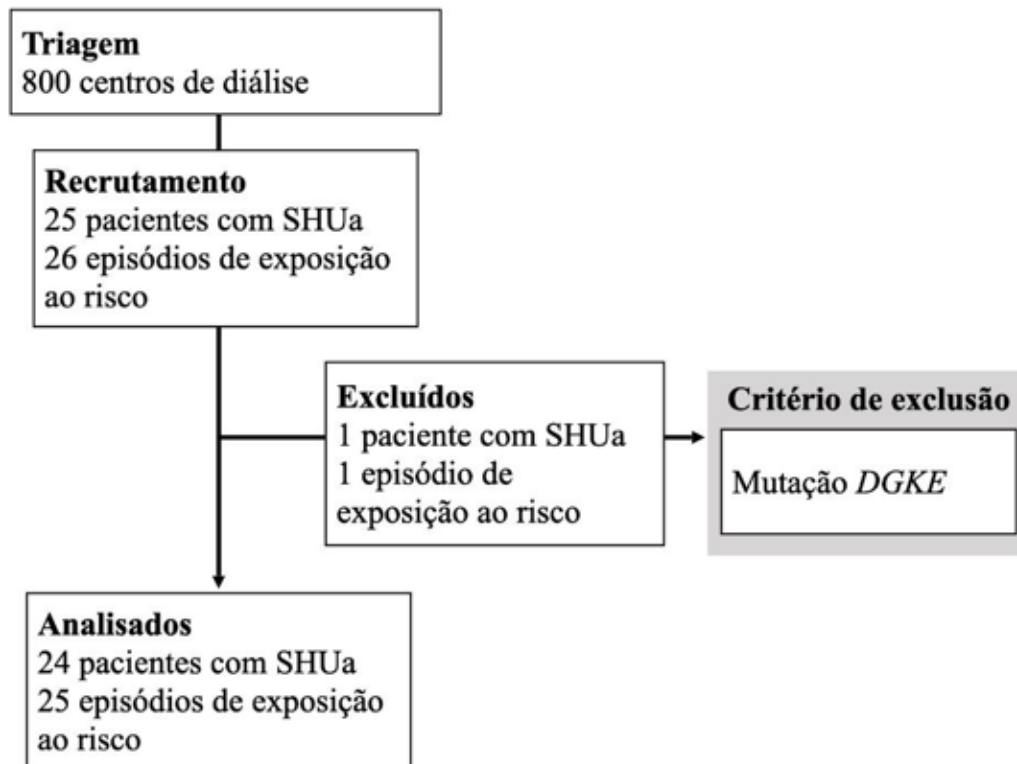 Triagem
800 centros de diálise
Recrutamento
25 pacientes com SHUa
26 episódios de exposição
ao risco
Excluídos
1 paciente com SHUa
1 episódio de
exposição ao risco
Critério de exclusão
Mutação DGKE
Analisados
24 pacientes com SHUa
25 episódios de exposição
ao risco